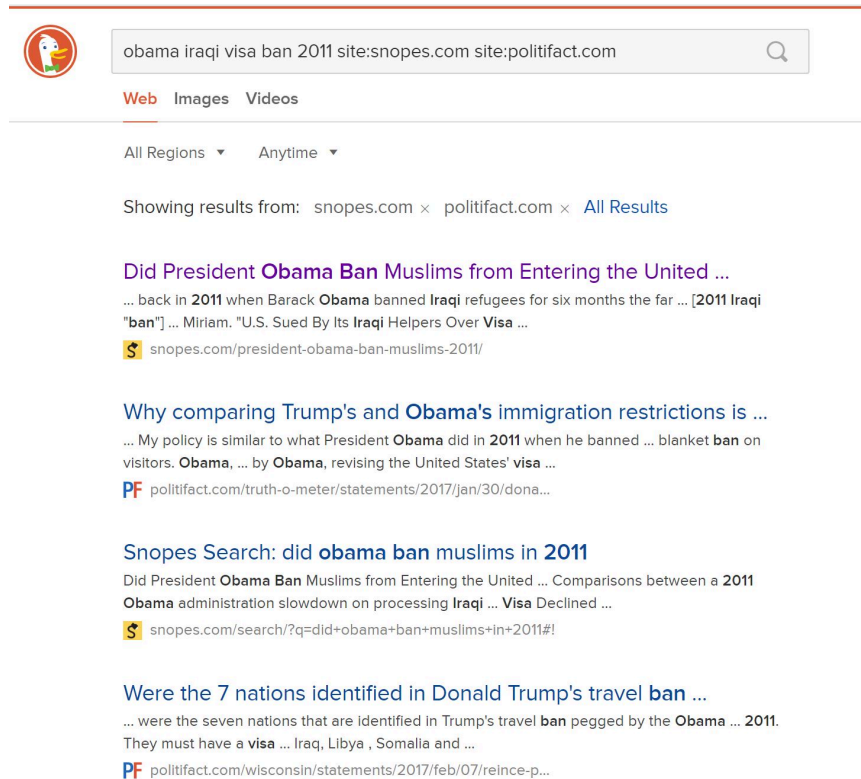 obama iraqi visa ban 2011 site:snopes.com site:politifact.com
Web Images Videos
All Regions Anytime
Showing results from: snopes.com × politifact.com × All Results
Did President Obama Ban Muslims from Entering the United ...
... back in 2011 when Barack Obama banned Iraqi refugees for six months the far ... [2011 Iraqi
"ban"] ... Miriam. "U.S. Sued By Its Iraqi Helpers Over Visa ...
S snopes.com/president-obama-ban-muslims-2011/
Why comparing Trump's and Obama's immigration restrictions is ...
... My policy is similar to what President Obama did in 2011 when he banned ... blanket ban on
visitors. Obama, ... by Obama, revising the United States' visa ...
PF politifact.com/truth-o-meter/statements/2017/jan/30/dona...
Snopes Search: did obama ban muslims in 2011
Did President Obama Ban Muslims from Entering the United ... Comparisons between a 2011
Obama administration slowdown on processing Iraqi ... Visa Declined ...
S snopes.com/search/?q=did+obama+ban+muslims+in+2011#!
Were the 7 nations identified in Donald Trump's travel ban ...
... were the seven nations that are identified in Trump's travel ban pegged by the Obama ... 2011.
They must have a visa ... Iraq, Libya , Somalia and ...
PF politifact.com/wisconsin/statements/2017/feb/07/reince-p...